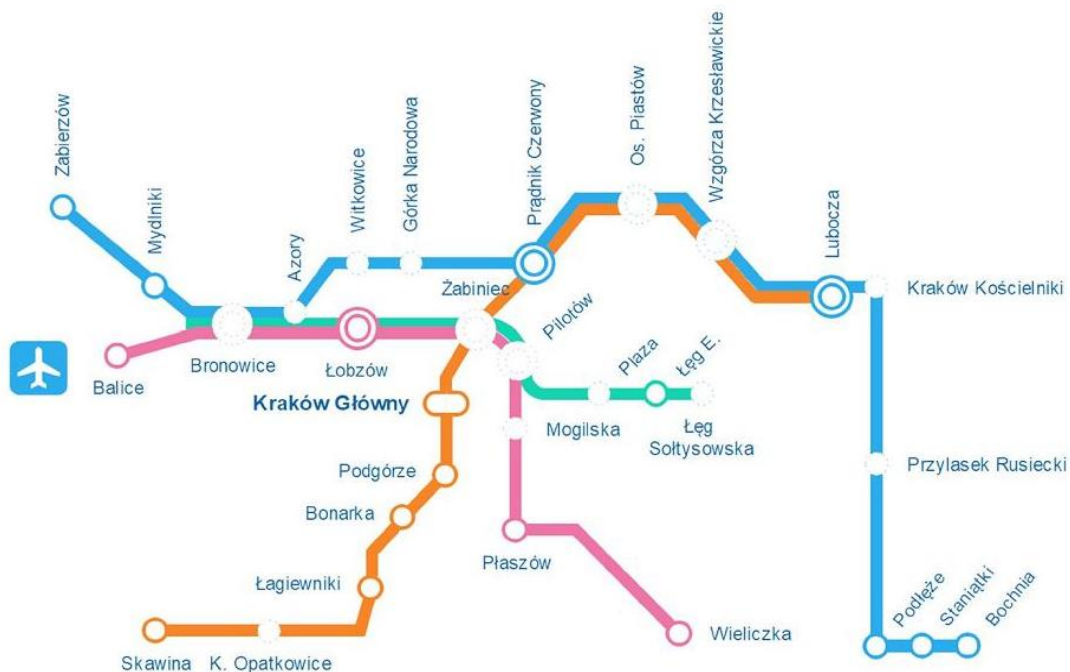 Zabierzów
Mydlniki
Azory
Witkowice
Górka Narodowa
Prądnik Czerwony
Os. Piastów
Wzgórza Krzesławickie
Lubocza
Kraków Kościelniki
Żabiniec
Pilotów
Bronowice
Łobzów
Balice
Kraków Główny
Plaza
Łęg E.
Mogilska
Łęg
Sołtysowska
Podgórze
Przylasek Rusiecki
Bonarka
Płaszów
Łagiewniki
Podłęże
Staniątki
Bochnia
Wieliczka
Skawina
K. Opatkowice